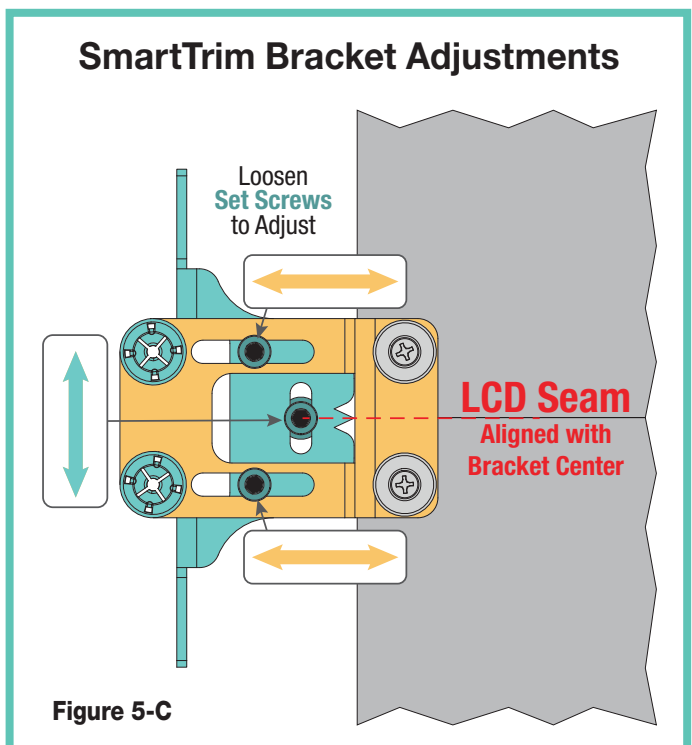 SmartTrim Bracket Adjustments
Loosen
Set Screws
to Adjust
LCD Seam
Aligned with
Bracket Center
Figure 5-C